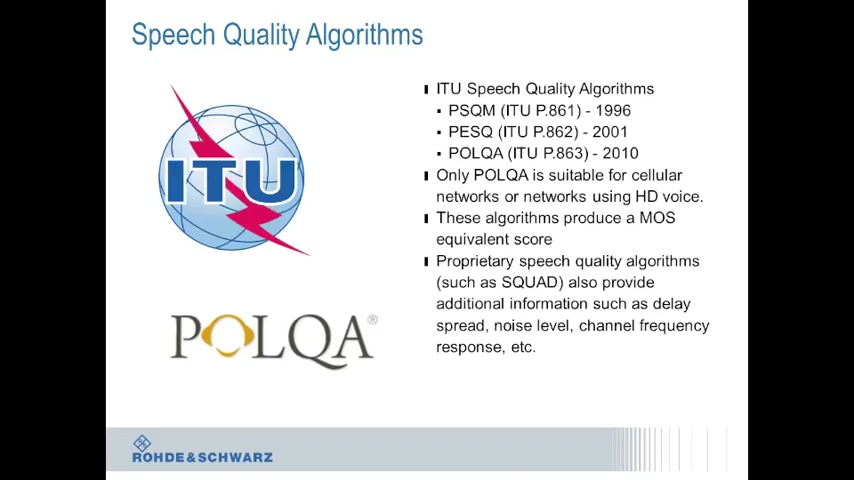 Speech Quality Algorithms
ITU
POLQA®
ITU Speech Quality Algorithms
PSQM (ITU P.861) - 1996
PESQ (ITU P.862) - 2001
POLQA (ITU P.863) - 2010
Only POLQA is suitable for cellular
networks or networks using HD voice.
These algorithms produce a MOS
equivalent score
Proprietary speech quality algorithms
(such as SQUAD) also provide
additional information such as delay
spread, noise level, channel frequency
response, etc.
ROHDE&SCHWARZ